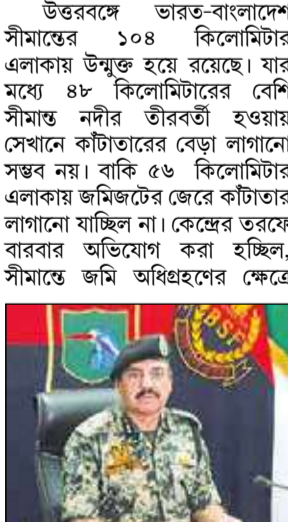 উত্তরবঙ্গে ভারত-বাংলাদেশ
সীমান্তের ১০৪ কিলোমিটার
এলাকায় উন্মুক্ত হয়ে রয়েছে। যার
মধ্যে ৪৮ কিলোমিটারের বেশি
সীমান্ত নদীর তীরবর্তী হওয়ায়
সেখানে কাঁটাতারের বেড়া লাগানো
সম্ভব নয়। বাকি ৫৬ কিলোমিটার
এলাকায় জমিজটের জেরে কাঁটাতার
লাগানো যাচ্ছিল না। কেন্দ্রের তরফে
বারবার অভিযোগ করা হচ্ছিল,
সীমান্তে জমি অধিগ্রহণের ক্ষেত্রে
BSF